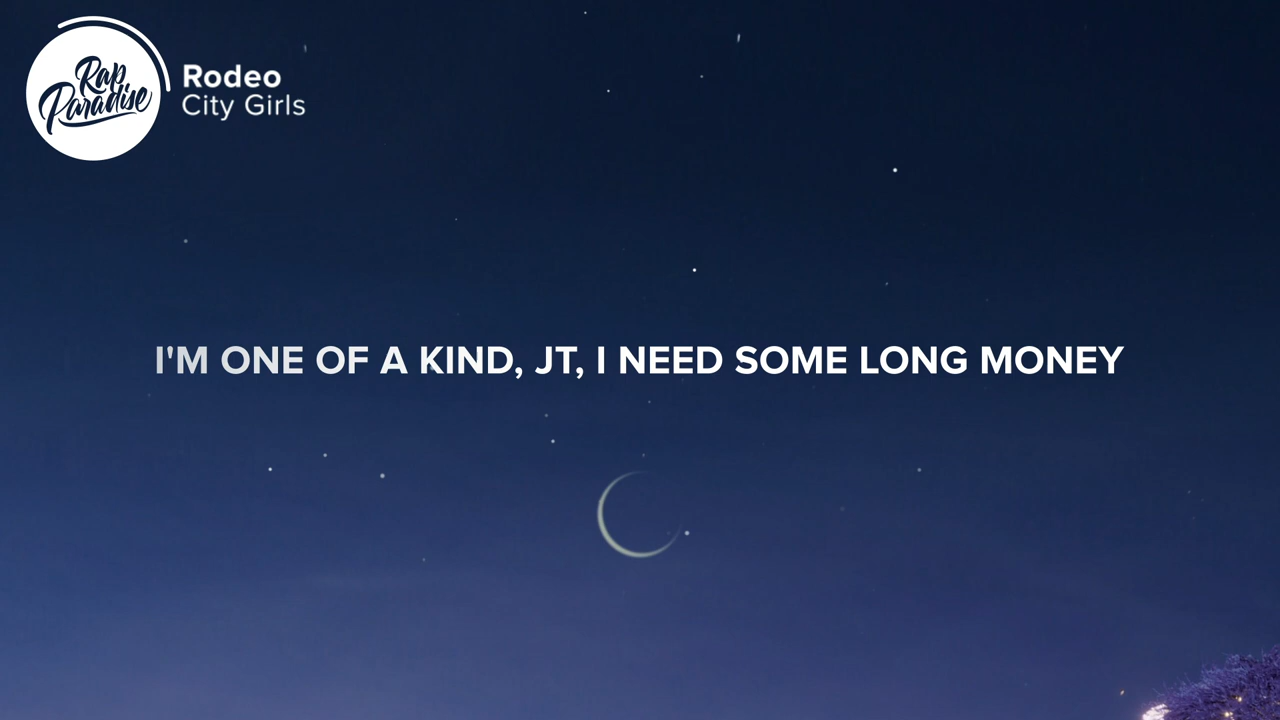 Rap
Paradise
Rodeo
City Girls
I'M ONE OF A KIND, JT, I NEED SOME LONG MONEY